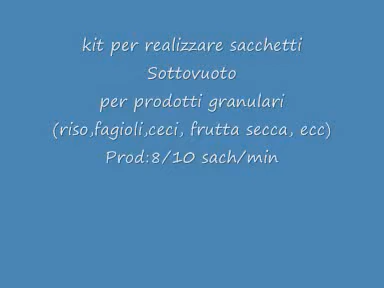 kit per realizzare sacchetti
Sottovuoto
per prodotti granulari
(riso,fagioli,ceci, frutta secca, ecc)
Prod:8/10 sach/min